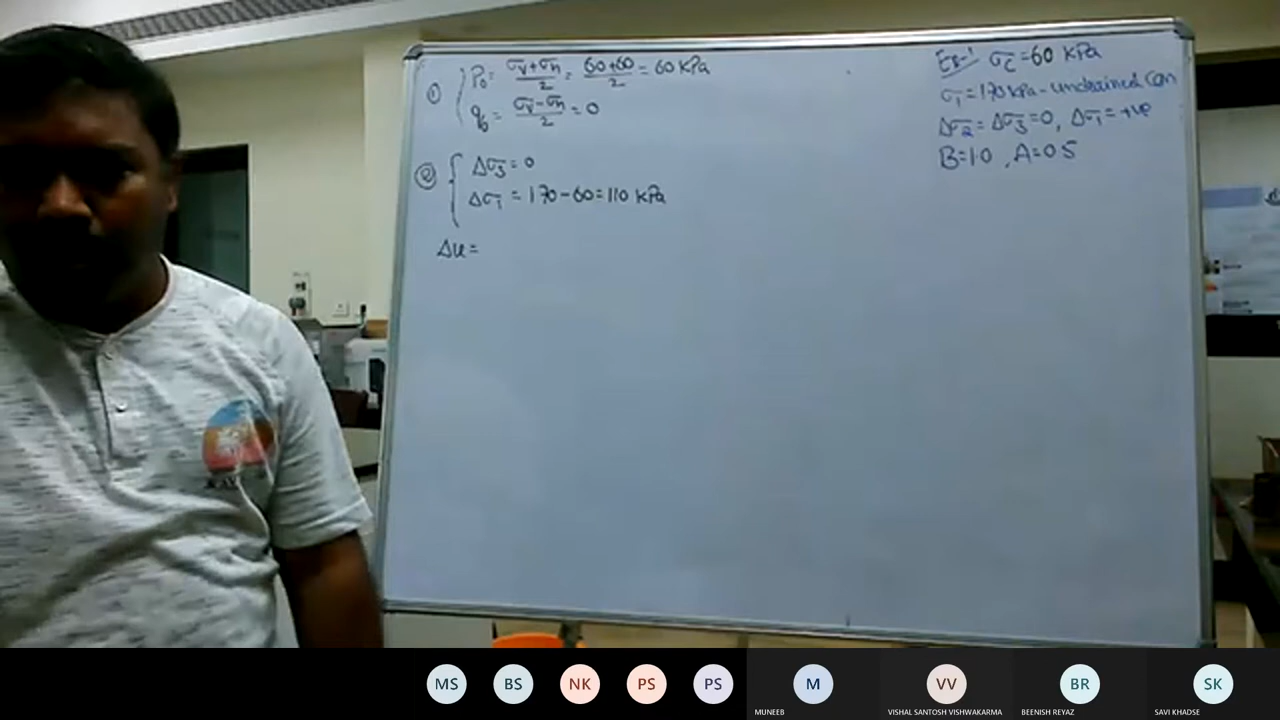 ① P₀ = σv+σh/2 = 60+60/2 = 60 kPa
q₀ = σv-σh/2 = 0
② Δσ3 = 0
Δσ1 = 170-60 = 110 kPa
Δu =
Ex-1 σc = 60 kPa
σ1 = 170 kPa - undrained con
Δσ2 = Δσ3 = 0, Δσ1 = +ve
B = 1.0, A = 0.5
MS BS NK PS PS M VV BR SK
MUNEEB VISHAL SANTOSH VISHWAKARMA BEENISH REYAZ SAVI KHADSE